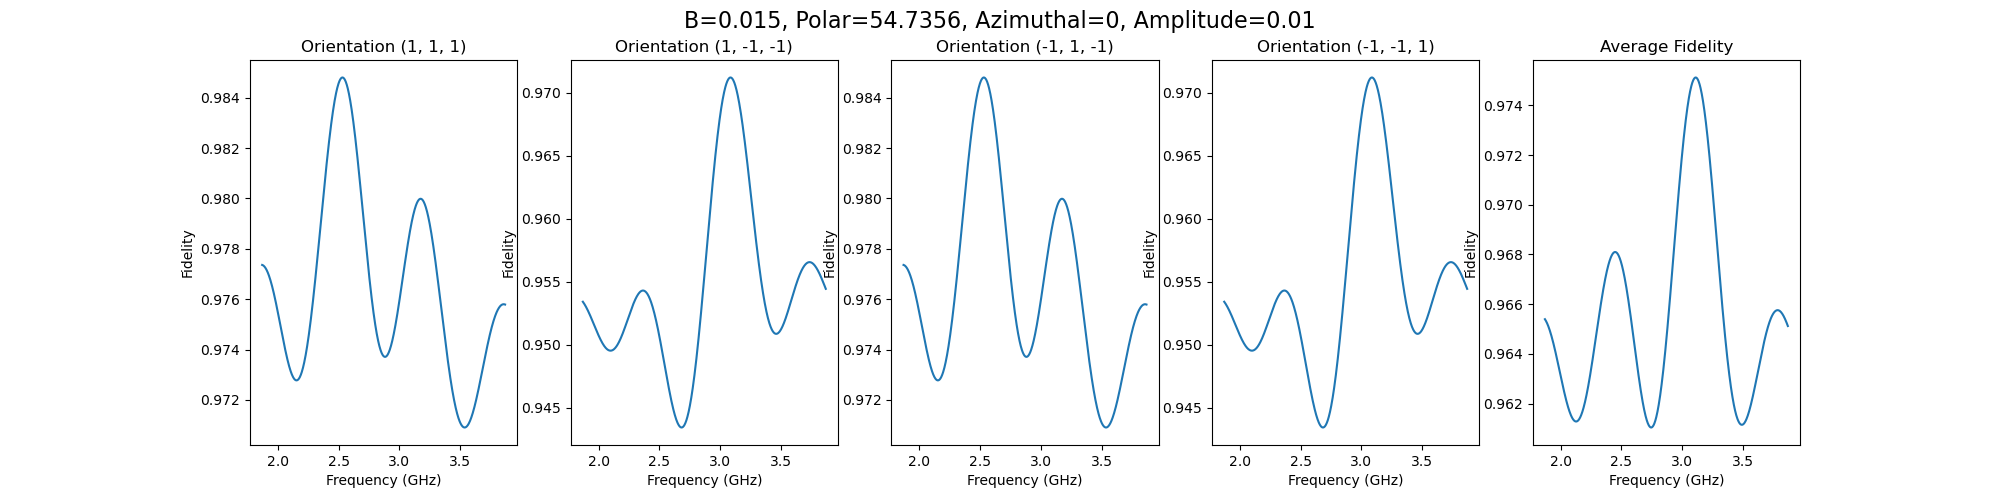 B=0.015, Polar=54.7356, Azimuthal=0, Amplitude=0.01
Orientation (1, 1, 1)
Fidelity
0.984
0.982
0.980
0.978
0.976
0.974
0.972
2.0 2.5 3.0 3.5
Frequency (GHz)
Orientation (1, -1, -1)
Fidelity
0.970
0.965
0.960
0.955
0.950
0.945
2.0 2.5 3.0 3.5
Frequency (GHz)
Orientation (-1, 1, -1)
Fidelity
0.984
0.982
0.980
0.978
0.976
0.974
0.972
2.0 2.5 3.0 3.5
Frequency (GHz)
Orientation (-1, -1, 1)
Fidelity
0.970
0.965
0.960
0.955
0.950
0.945
2.0 2.5 3.0 3.5
Frequency (GHz)
Average Fidelity
Fidelity
0.974
0.972
0.970
0.968
0.966
0.964
0.962
2.0 2.5 3.0 3.5
Frequency (GHz)